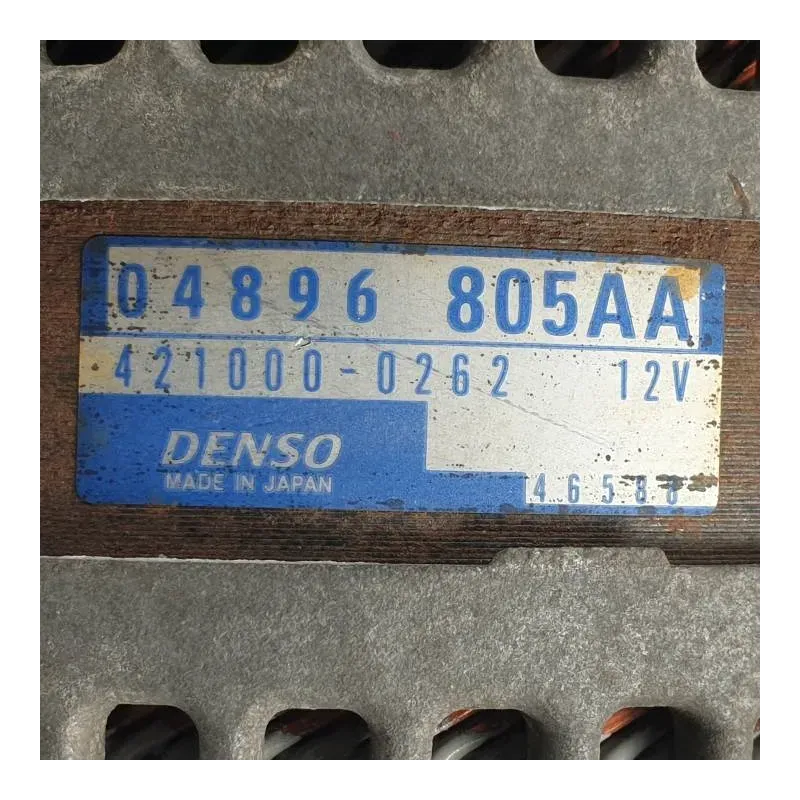 04896 805AA
421000-0262 12V
DENSO
MADE IN JAPAN
46588